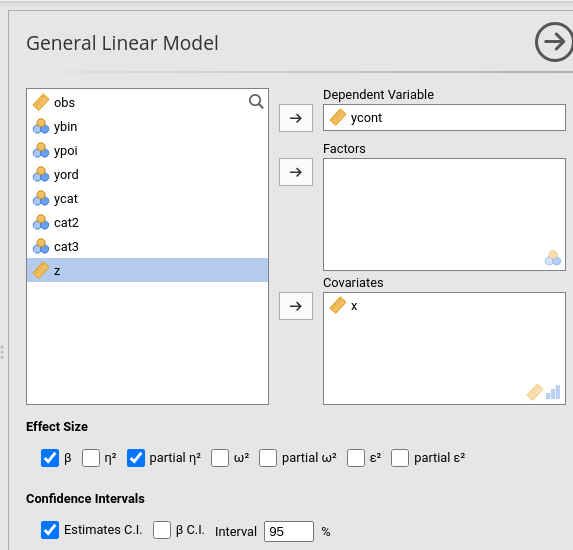 General Linear Model
obs
ybin
ypoi
yord
ycat
cat2
cat3
z
Dependent Variable
ycont
Factors
Covariates
x
Effect Size
β η² partial η² ω² partial ω² ε² partial ε²
Confidence Intervals
Estimates C.I. β C.I. Interval 95 %